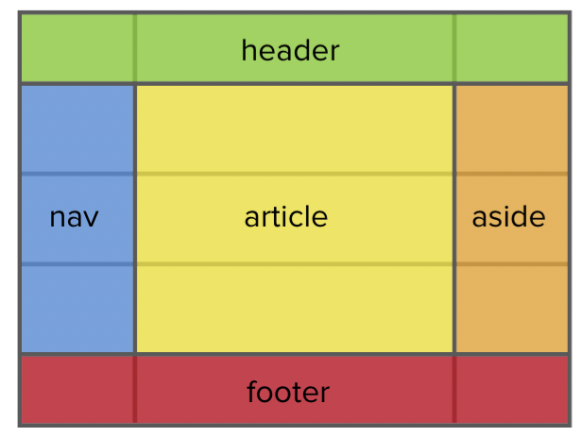 header
nav
article
aside
footer